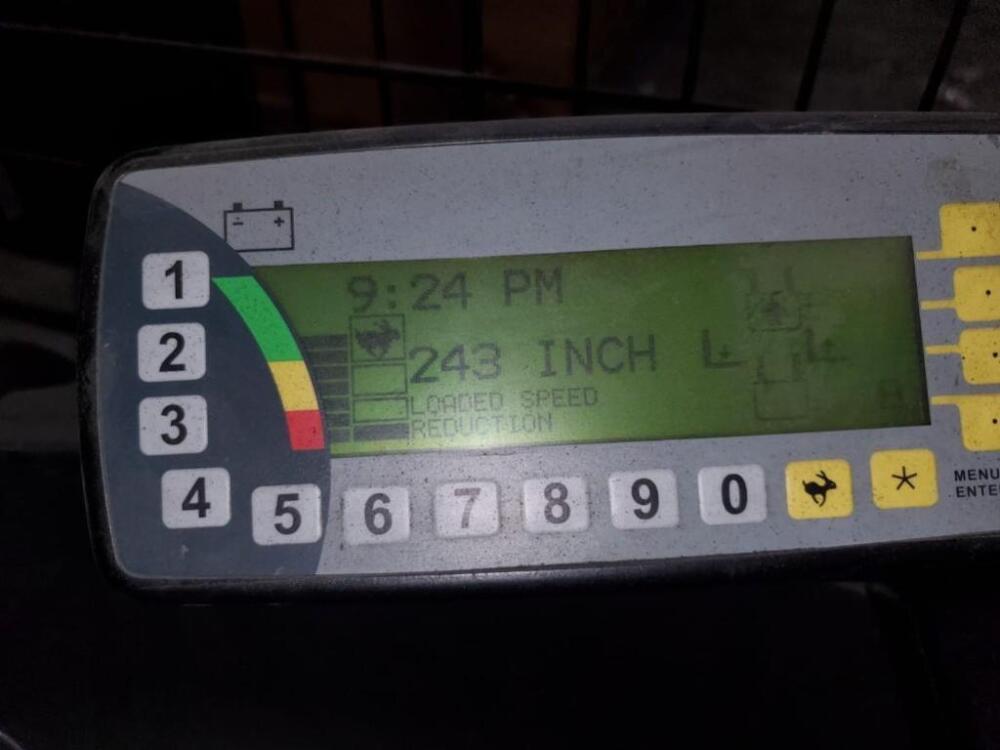 - +
9:24 PM
243 INCH
LOADED SPEED
REDUCTION
1
2
3
4
5
6
7
8
9
0
*
MENU
ENTE